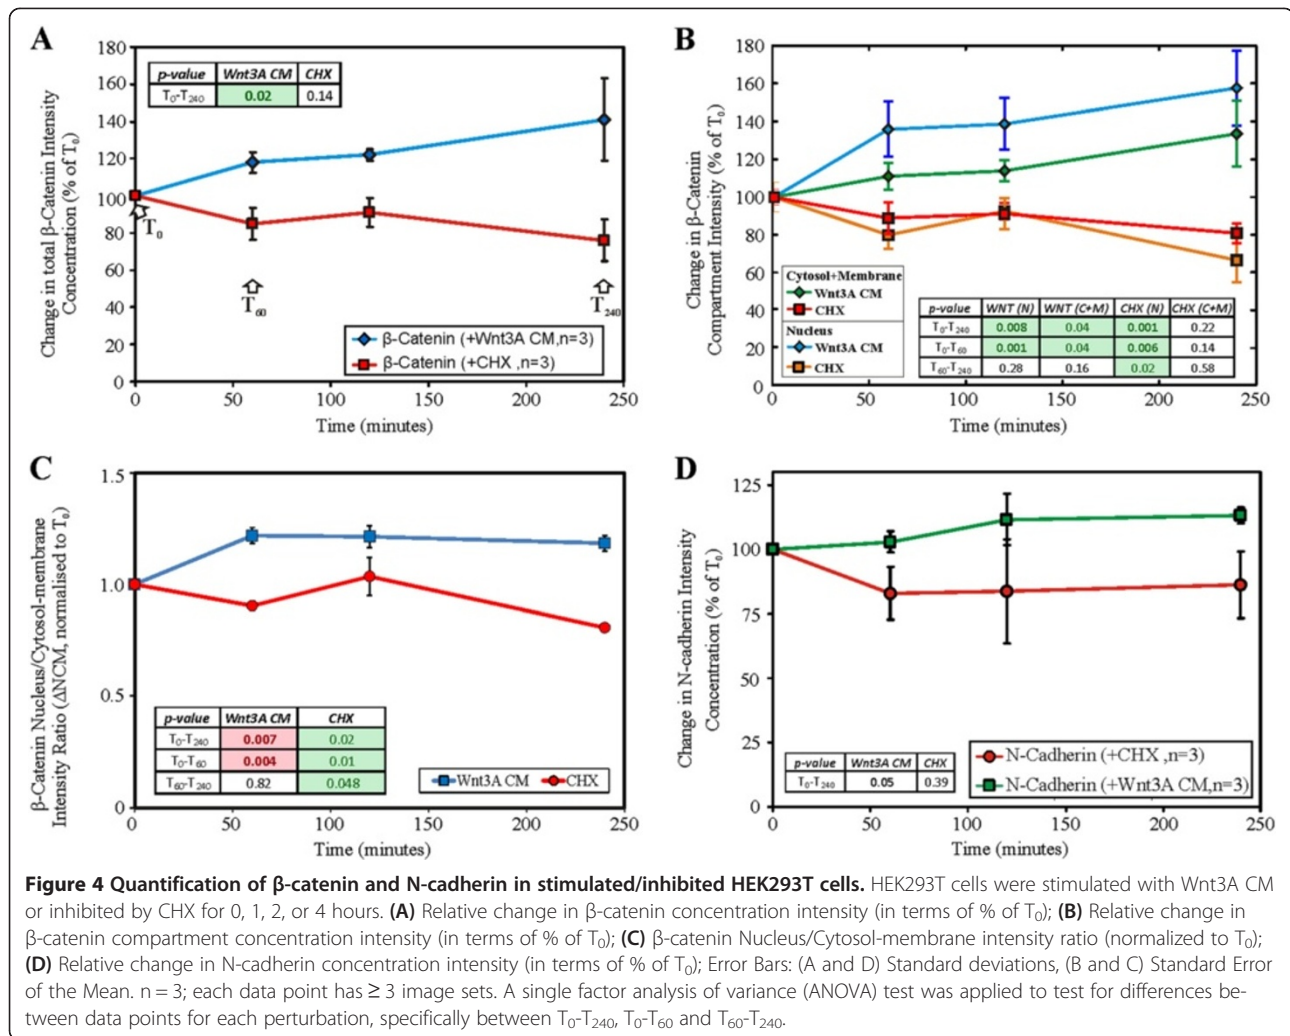 A
180
160
140
120
100
80
60
40
20
0
0
50
100
150
200
250
Change in total β-Catenin Intensity
Concentration (% of T0)
Time (minutes)
p-value Wnt3A CM CHX
T0-T240 0.02 0.14
T0
T60
T240
β-Catenin (+Wnt3A CM,n=3)
β-Catenin (+CHX ,n=3)
B
180
160
140
120
100
80
60
40
20
0
0
50
100
150
200
250
Change in β-Catenin
Compartment Intensity (% of T0)
Time (minutes)
Cytosol+Membrane
Wnt3A CM
CHX
Nucleus
Wnt3A CM
CHX
p-value WNT (N) WNT (C+M) CHX (N) CHX (C+M)
T0-T240 0.008 0.04 0.001 0.22
T0-T60 0.001 0.04 0.006 0.14
T60-T240 0.28 0.16 0.02 0.58
C
1.5
1.0
0.5
0
0
50
100
150
200
250
β-Catenin Nucleus/Cytosol-membrane
Intensity Ratio (ΔNCM, normalised to T0)
Time (minutes)
p-value Wnt3A CM CHX
T0-T240 0.007 0.02
T0-T60 0.004 0.01
T60-T240 0.82 0.048
Wnt3A CM CHX
D
125
100
75
50
25
0
0
50
100
150
200
250
Change in N-cadherin Intensity
Concentration (% of T0)
Time (minutes)
p-value Wnt3A CM CHX
T0-T240 0.05 0.39
N-Cadherin (+CHX ,n=3)
N-Cadherin (+Wnt3A CM,n=3)
Figure 4 Quantification of β-catenin and N-cadherin in stimulated/inhibited HEK293T cells. HEK293T cells were stimulated with Wnt3A CM
or inhibited by CHX for 0, 1, 2, or 4 hours. (A) Relative change in β-catenin concentration intensity (in terms of % of T0); (B) Relative change in
β-catenin compartment concentration intensity (in terms of % of T0); (C) β-catenin Nucleus/Cytosol-membrane intensity ratio (normalized to T0);
(D) Relative change in N-cadherin concentration intensity (in terms of % of T0); Error Bars: (A and D) Standard deviations, (B and C) Standard Error
of the Mean. n = 3; each data point has ≥ 3 image sets. A single factor analysis of variance (ANOVA) test was applied to test for differences be-
tween data points for each perturbation, specifically between T0-T240, T0-T60 and T60-T240.